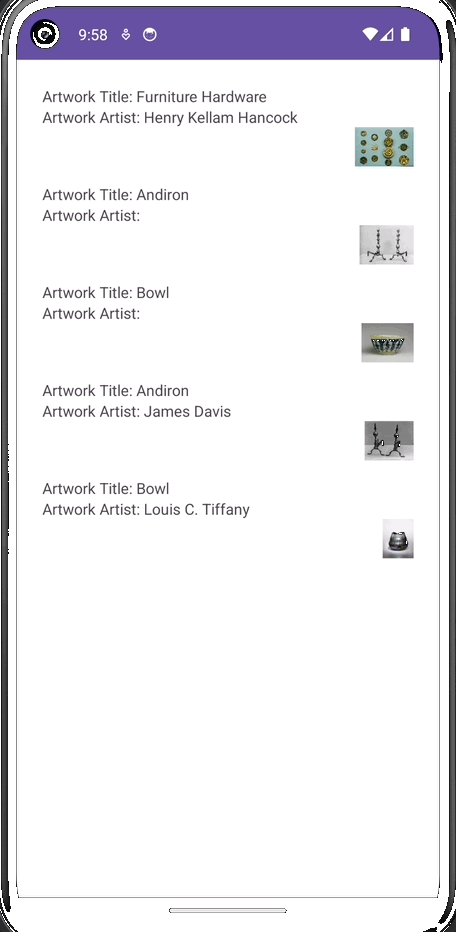 9:58
Artwork Title: Furniture Hardware
Artwork Artist: Henry Kellam Hancock
Artwork Title: Andiron
Artwork Artist:
Artwork Title: Bowl
Artwork Artist:
Artwork Title: Andiron
Artwork Artist: James Davis
Artwork Title: Bowl
Artwork Artist: Louis C. Tiffany